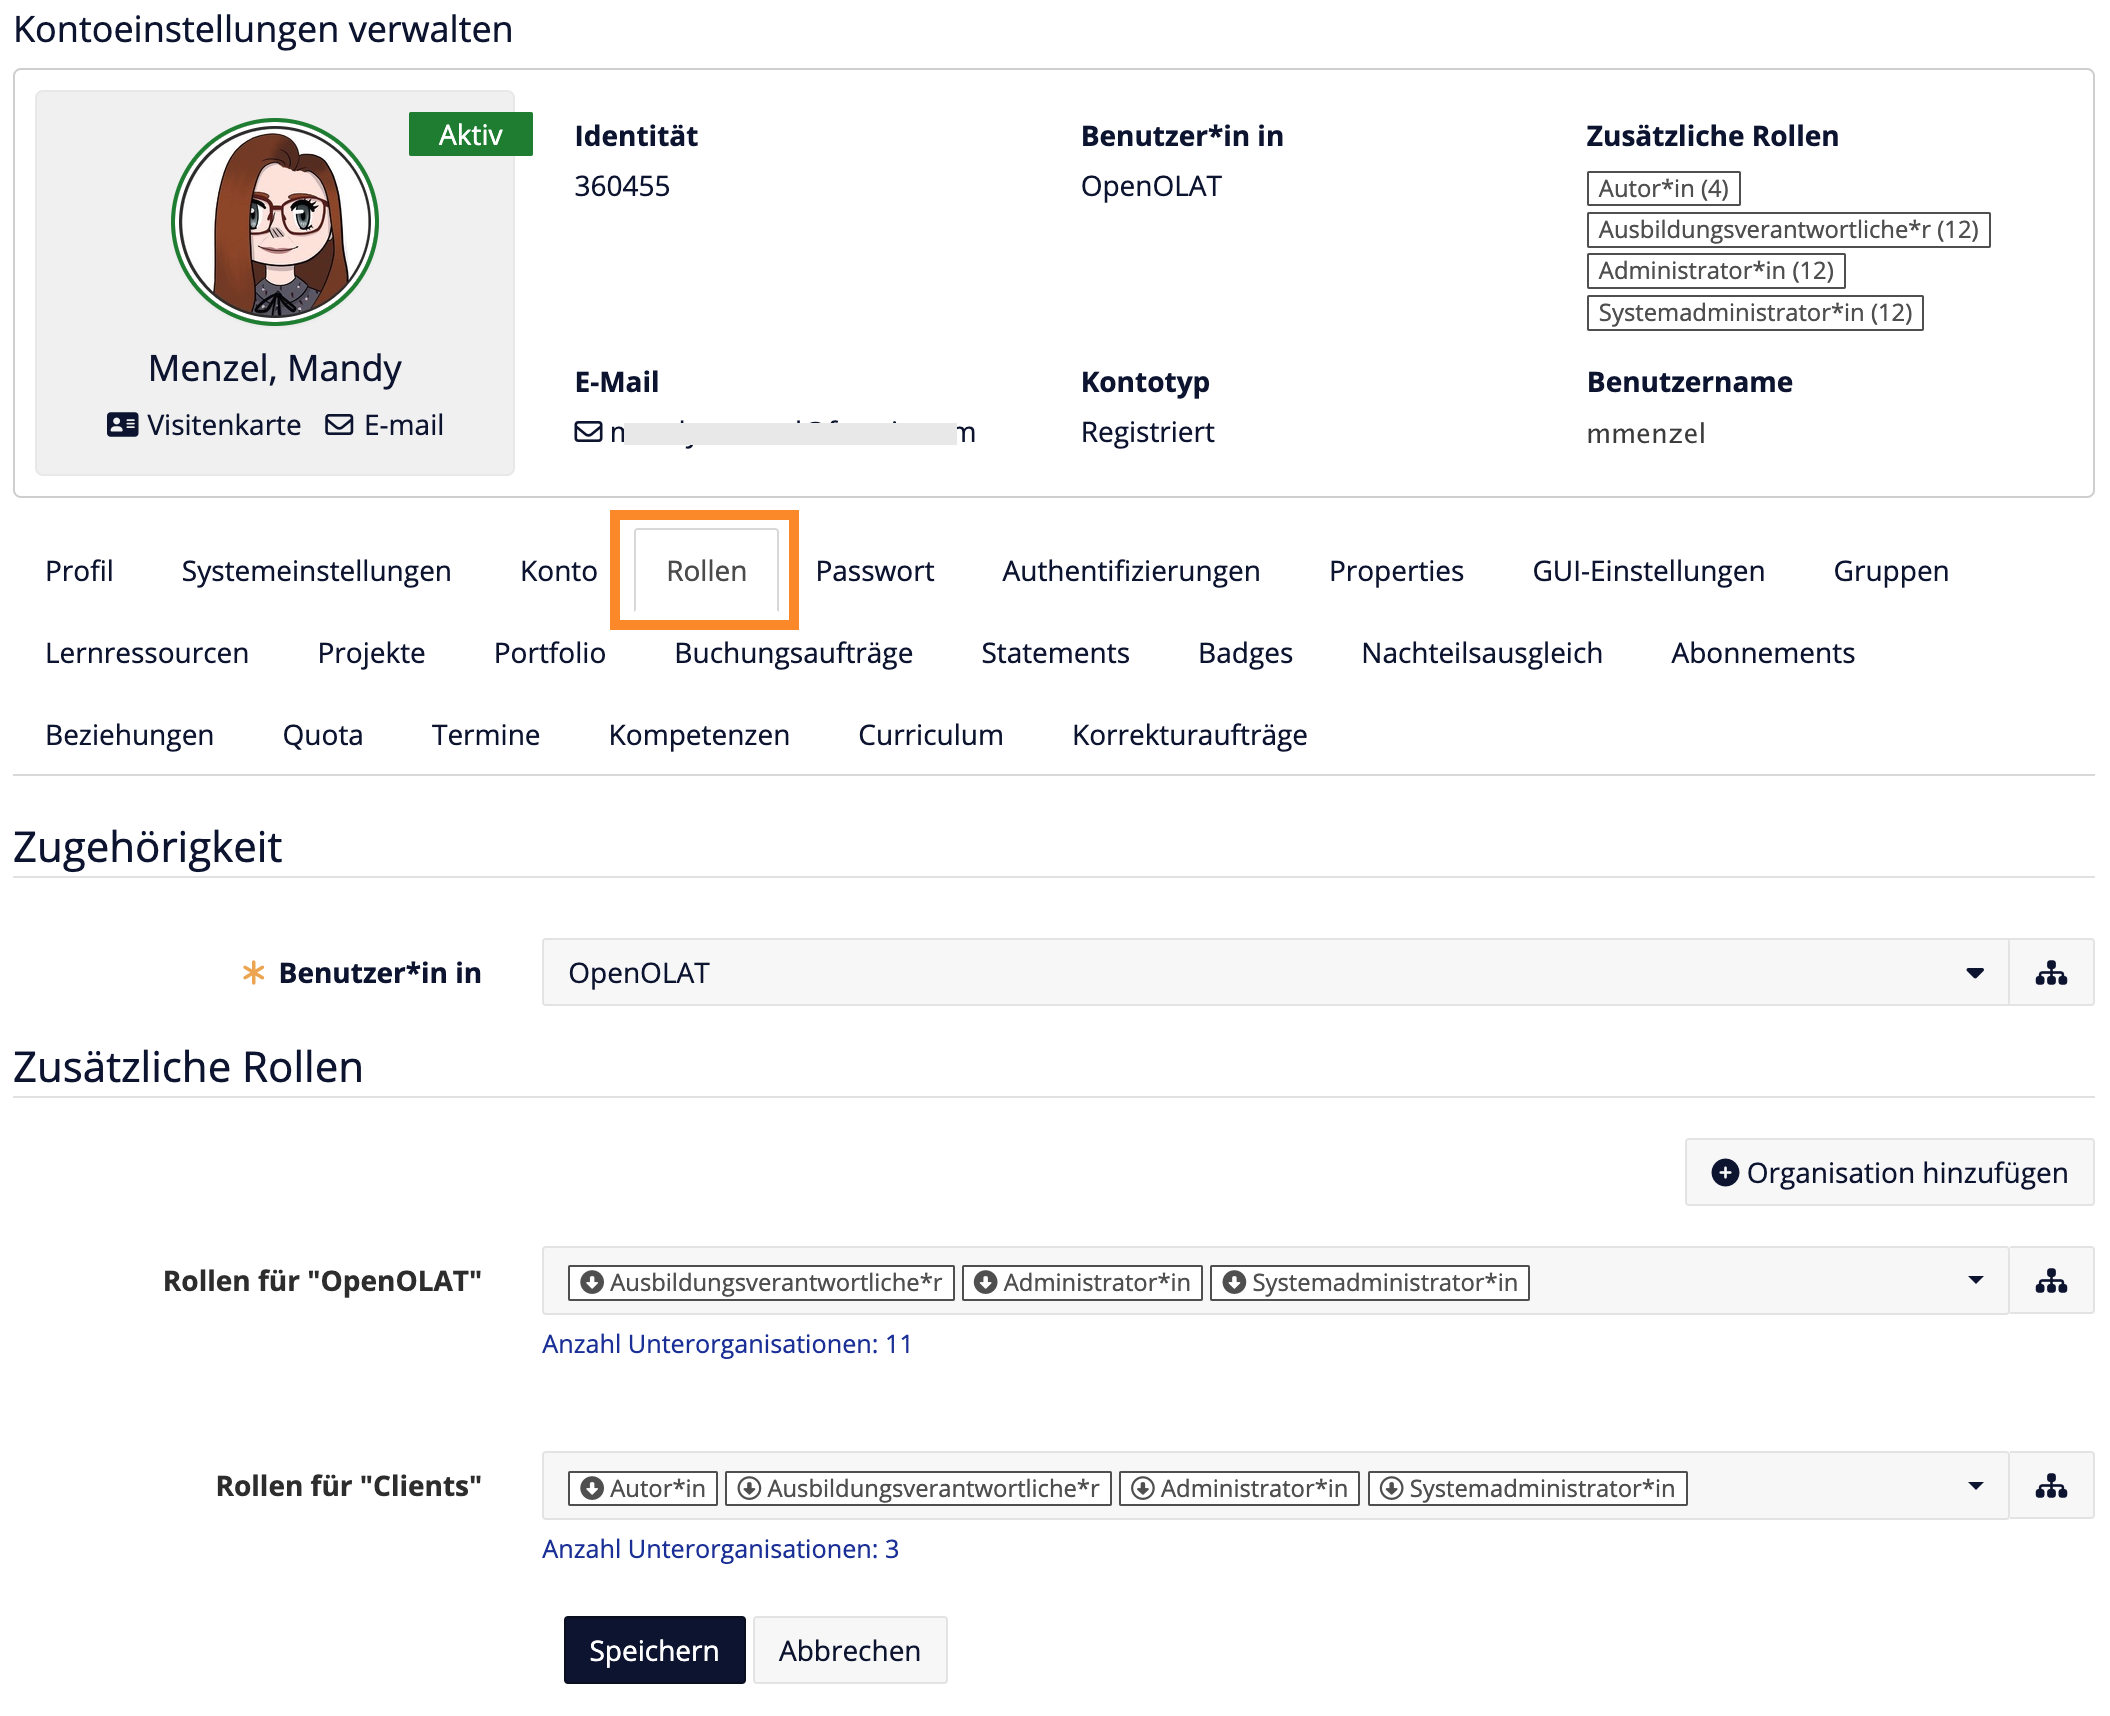 Kontoeinstellungen verwalten
Aktiv
Menzel, Mandy
Visitenkarte E-mail
Identität
360455
Benutzer*in in
OpenOLAT
Zusätzliche Rollen
Autor*in (4)
Ausbildungsverantwortliche*r (12)
Administrator*in (12)
Systemadministrator*in (12)
E-Mail
Kontotyp
Registriert
Benutzername
mmenzel
Profil Systemeinstellungen Konto Rollen Passwort Authentifizierungen Properties GUI-Einstellungen Gruppen
Lernressourcen Projekte Portfolio Buchungsaufträge Statements Badges Nachteilsausgleich Abonnements
Beziehungen Quota Termine Kompetenzen Curriculum Korrekturaufträge
Zugehörigkeit
* Benutzer*in in OpenOLAT
Zusätzliche Rollen
Organisation hinzufügen
Rollen für "OpenOLAT" Ausbildungsverantwortliche*r Administrator*in Systemadministrator*in
Anzahl Unterorganisationen: 11
Rollen für "Clients" Autor*in Ausbildungsverantwortliche*r Administrator*in Systemadministrator*in
Anzahl Unterorganisationen: 3
Speichern Abbrechen